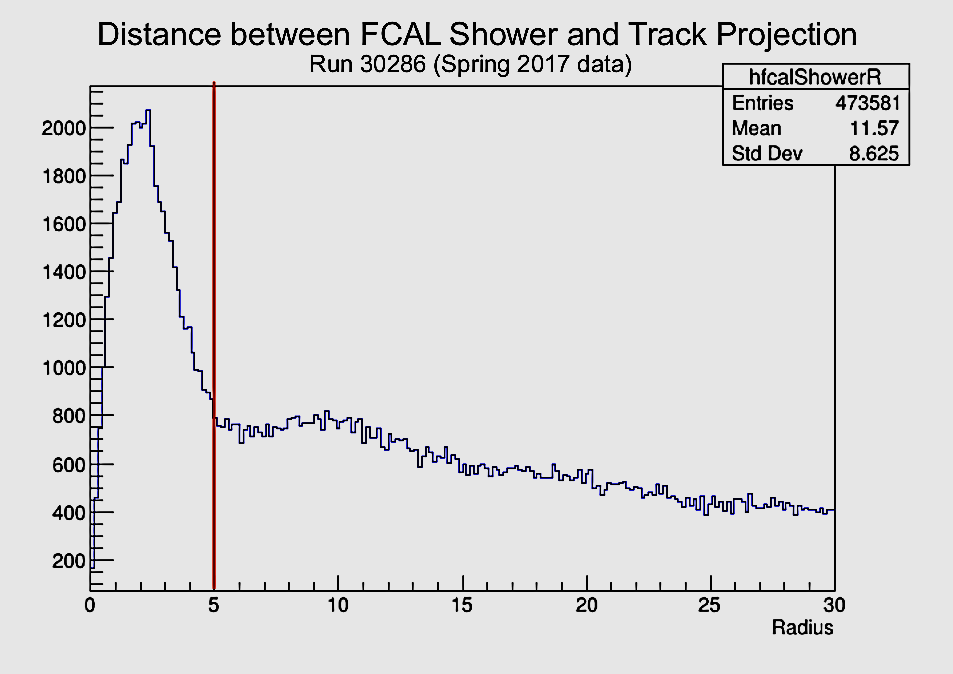 Distance between FCAL Shower and Track Projection
Run 30286 (Spring 2017 data)
hfcalShowerR
Entries 473581
Mean 11.57
Std Dev 8.625
2000
1800
1600
1400
1200
1000
800
600
400
200
0 5 10 15 20 25 30
Radius